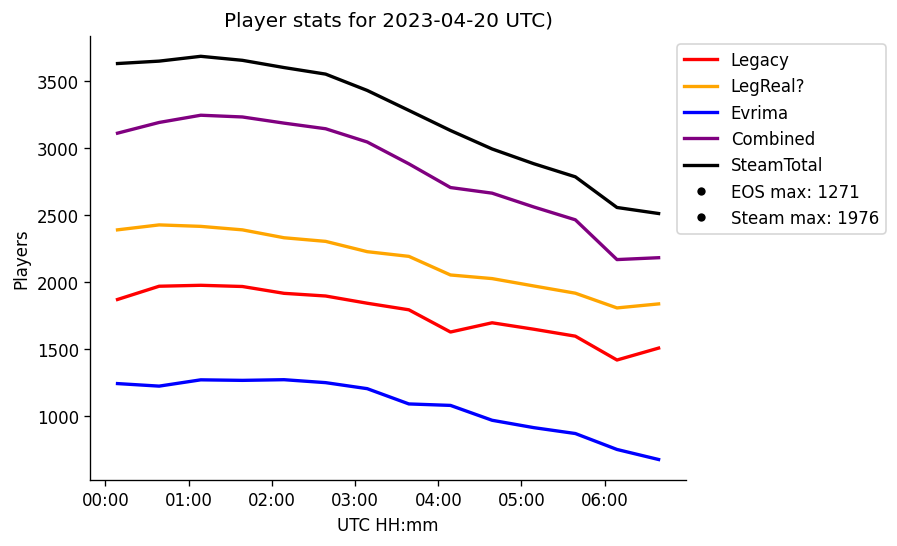 Player stats for 2023-04-20 UTC)
Legacy
LegReal?
Evrima
Combined
SteamTotal
EOS max: 1271
Steam max: 1976
Players
3500
3000
2500
2000
1500
1000
00:00 01:00 02:00 03:00 04:00 05:00 06:00
UTC HH:mm